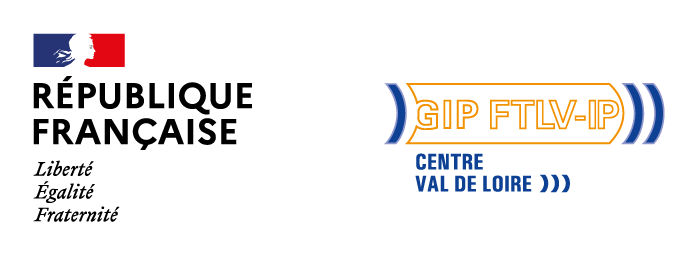 RÉPUBLIQUE
FRANÇAISE
Liberté
Égalité
Fraternité
GIP FTLV-IP
CENTRE
VAL DE LOIRE